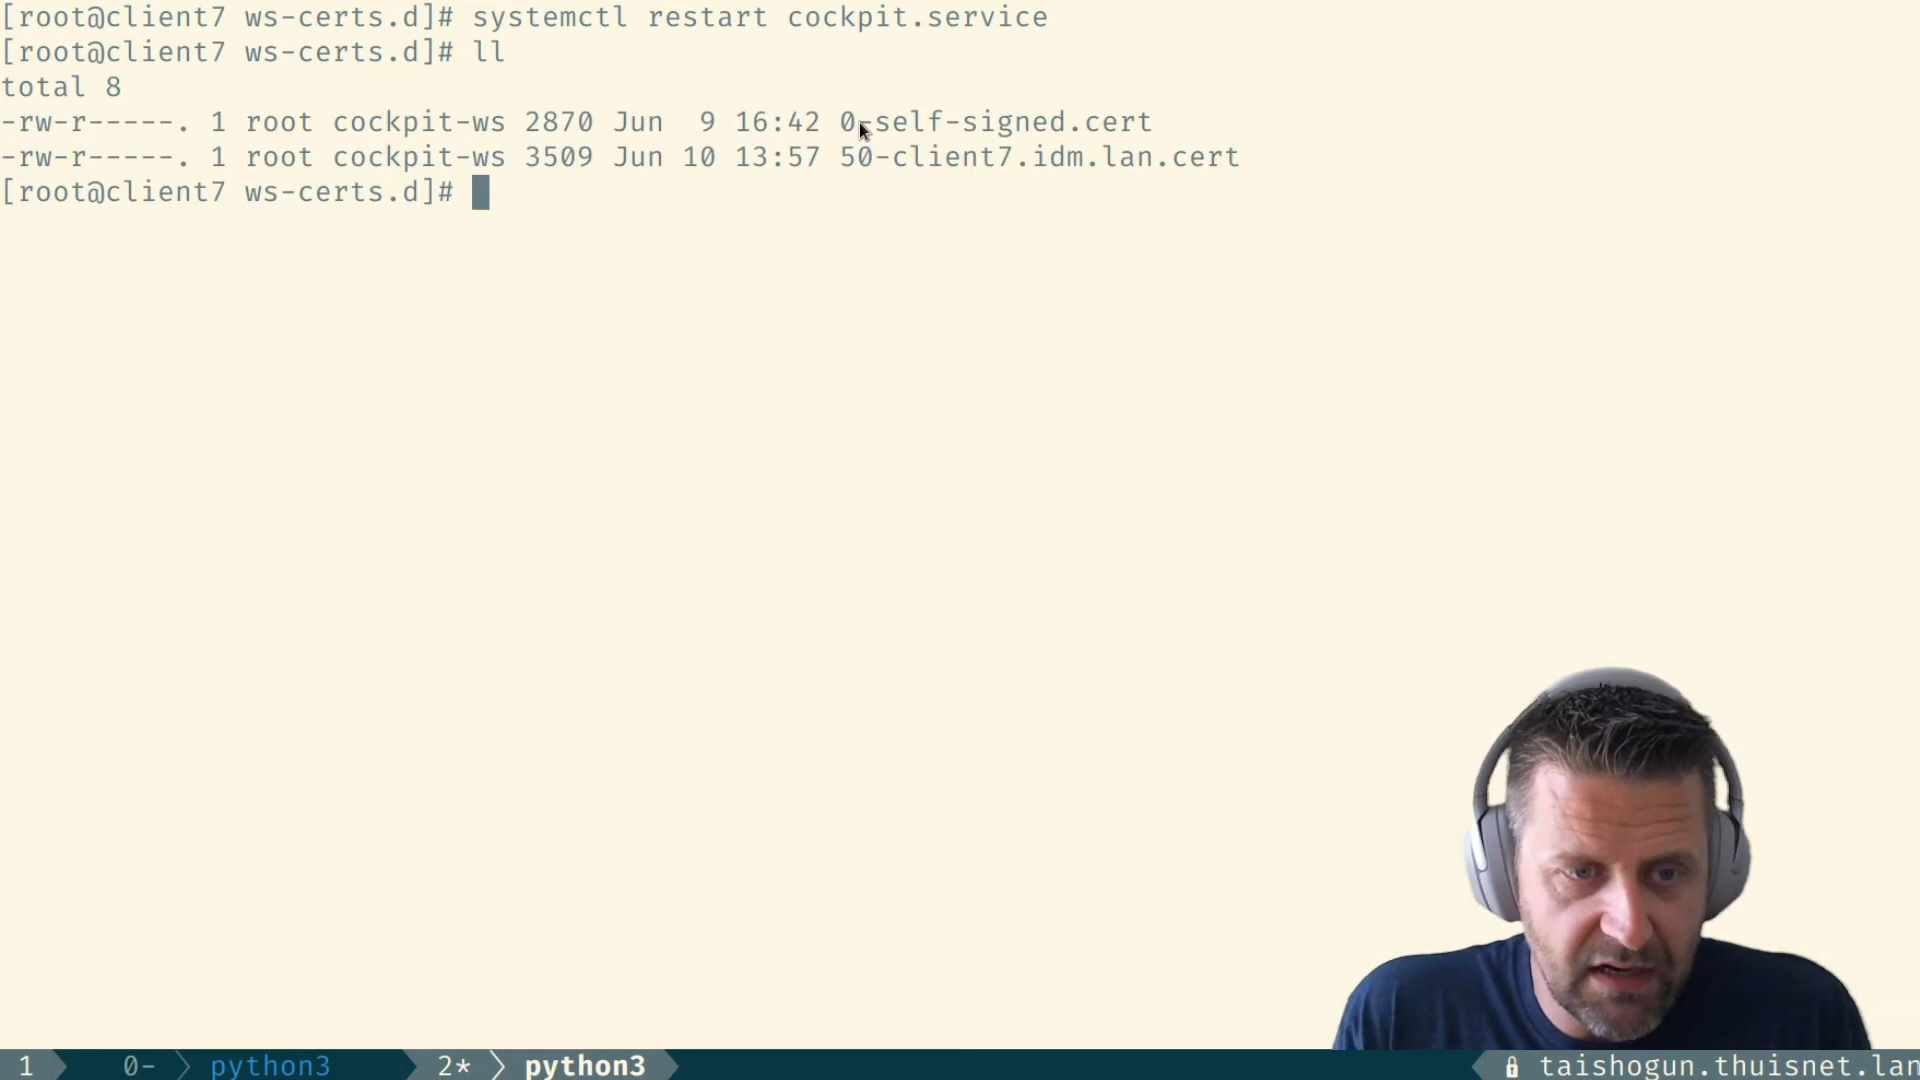 [root@client7 ws-certs.d]# systemctl restart cockpit.service
[root@client7 ws-certs.d]# ll
total 8
-rw-r-----. 1 root cockpit-ws 2870 Jun  9 16:42 0-self-signed.cert
-rw-r-----. 1 root cockpit-ws 3509 Jun 10 13:57 50-client7.idm.lan.cert
[root@client7 ws-certs.d]#
1 0- python3 2* python3 taishogun.thuisnet.lan